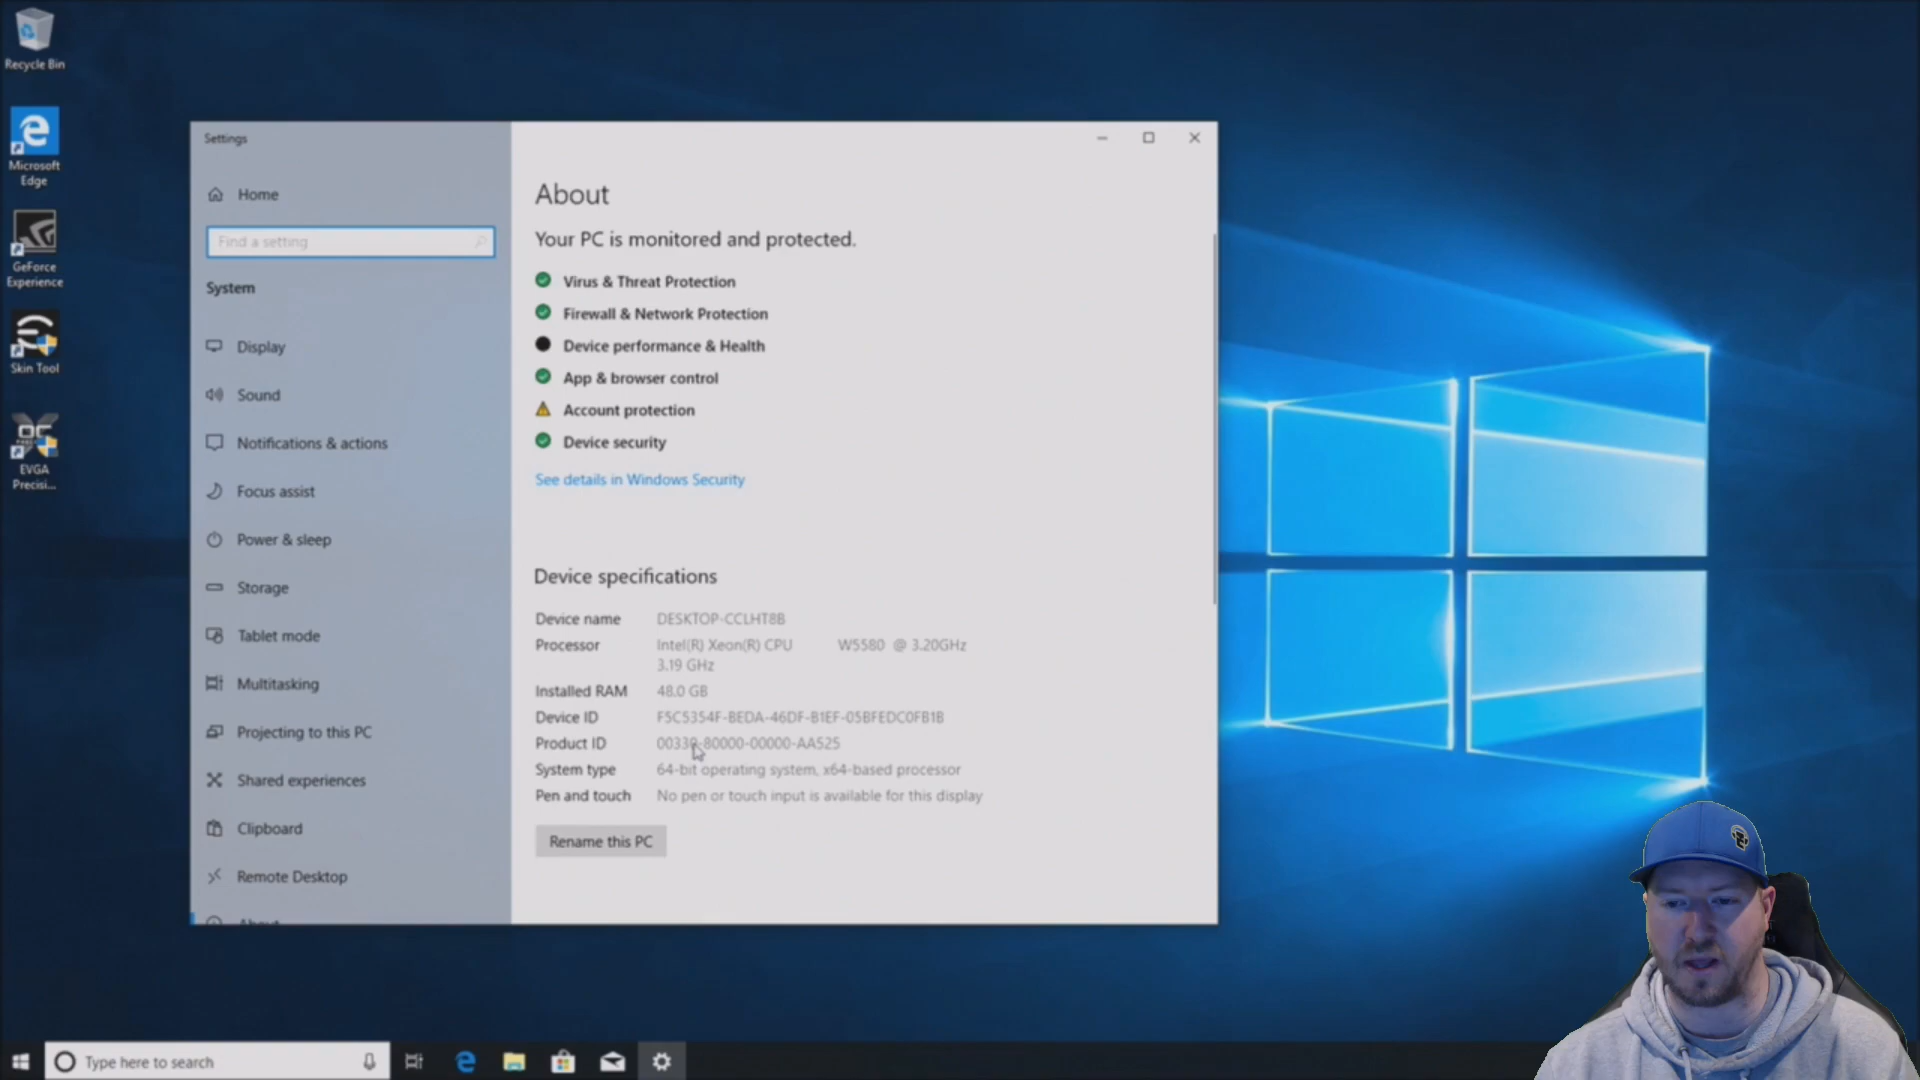 Recycle Bin
Microsoft
Edge
GeForce
Experience
Skin Tool
EVGA
Precisi...
Settings
Home
Find a setting
System
Display
Sound
Notifications & actions
Focus assist
Power & sleep
Storage
Tablet mode
Multitasking
Projecting to this PC
Shared experiences
Clipboard
Remote Desktop
About
About
Your PC is monitored and protected.
Virus & Threat Protection
Firewall & Network Protection
Device performance & Health
App & browser control
Account protection
Device security
See details in Windows Security
Device specifications
Device name DESKTOP-CCLHT8B
Processor Intel(R) Xeon(R) CPU W5580 @ 3.20GHz
3.19 GHz
Installed RAM 48.0 GB
Device ID F5C5354F-BEDA-46DF-B1EF-05BFEDC0FB1B
Product ID 00330-80000-00000-AA525
System type 64-bit operating system, x64-based processor
Pen and touch No pen or touch input is available for this display
Rename this PC
Type here to search